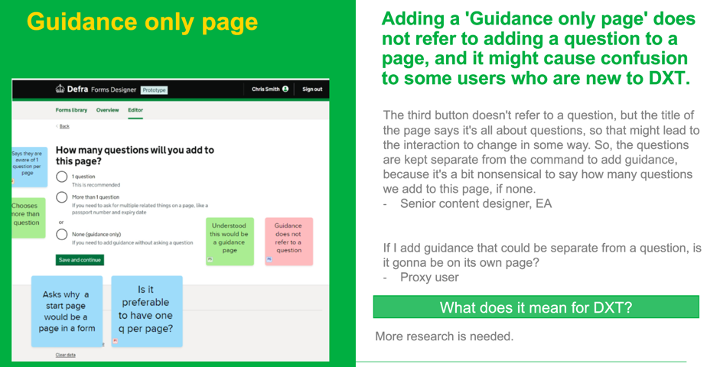 Guidance only page
Defra Forms Designer Prototype
Chris Smith
Sign out
Forms library Overview Editor
Back
How many questions will you add to
this page?
1 question
This is recommended
More than 1 question
If you need to ask for multiple related things on a page, like a
passport number and expiry date
or
None (guidance only)
If you need to add guidance without asking a question
Save and continue
Says they are
aware of 1
question per
page
Chooses
more than
question
Understood
this would be
a guidance
page
Guidance
does not
refer to a
question
Asks why a
start page
would be a
page in a form
Is it
preferable
to have one
q per page?
Clear data
Adding a 'Guidance only page' does
not refer to adding a question to a
page, and it might cause confusion
to some users who are new to DXT.
The third button doesn't refer to a question, but the title of
the page says it's all about questions, so that might lead to
the interaction to change in some way. So, the questions
are kept separate from the command to add guidance,
because it's a bit nonsensical to say how many questions
we add to this page, if none.
- Senior content designer, EA
If I add guidance that could be separate from a question, is
it gonna be on its own page?
- Proxy user
What does it mean for DXT?
More research is needed.